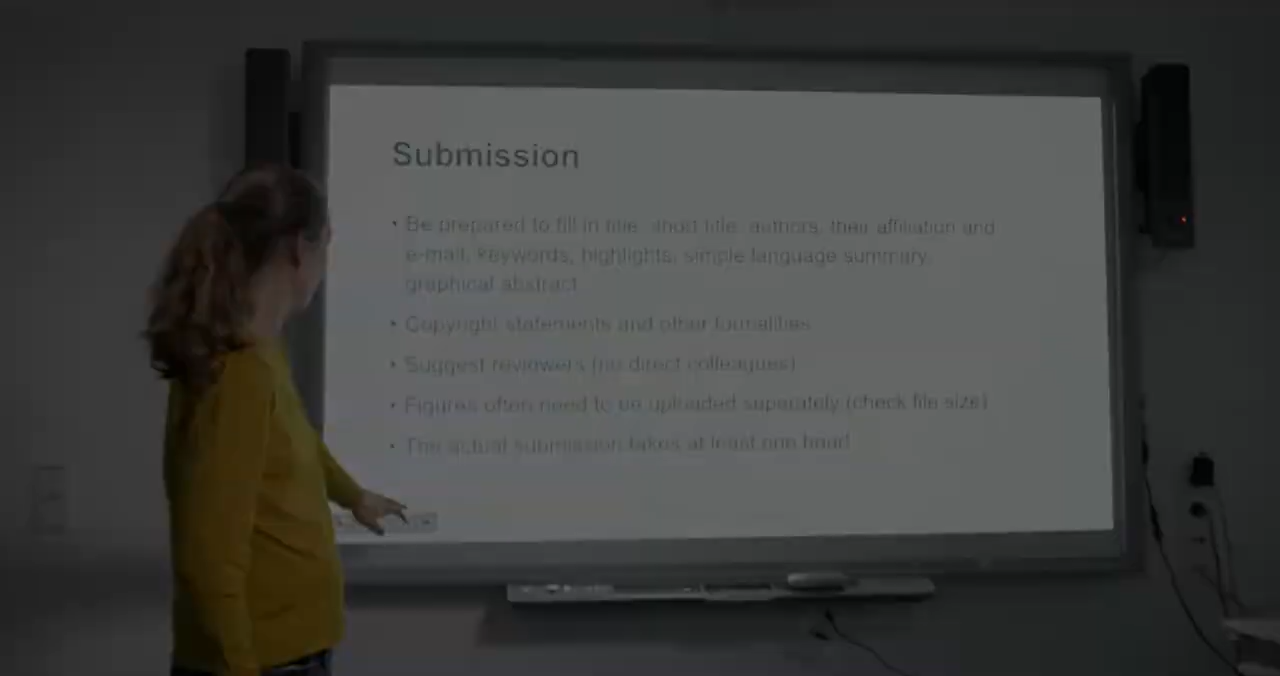 Submission
• Be prepared to fill in title, short title, authors, their affiliation and
e-mail, keywords, highlights, simple language summary,
graphical abstract
• Copyright statements and other formalities
• Suggest reviewers (no direct colleagues)
• Figures often need to be uploaded separately (check file size)
• The actual submission takes at least one hour!